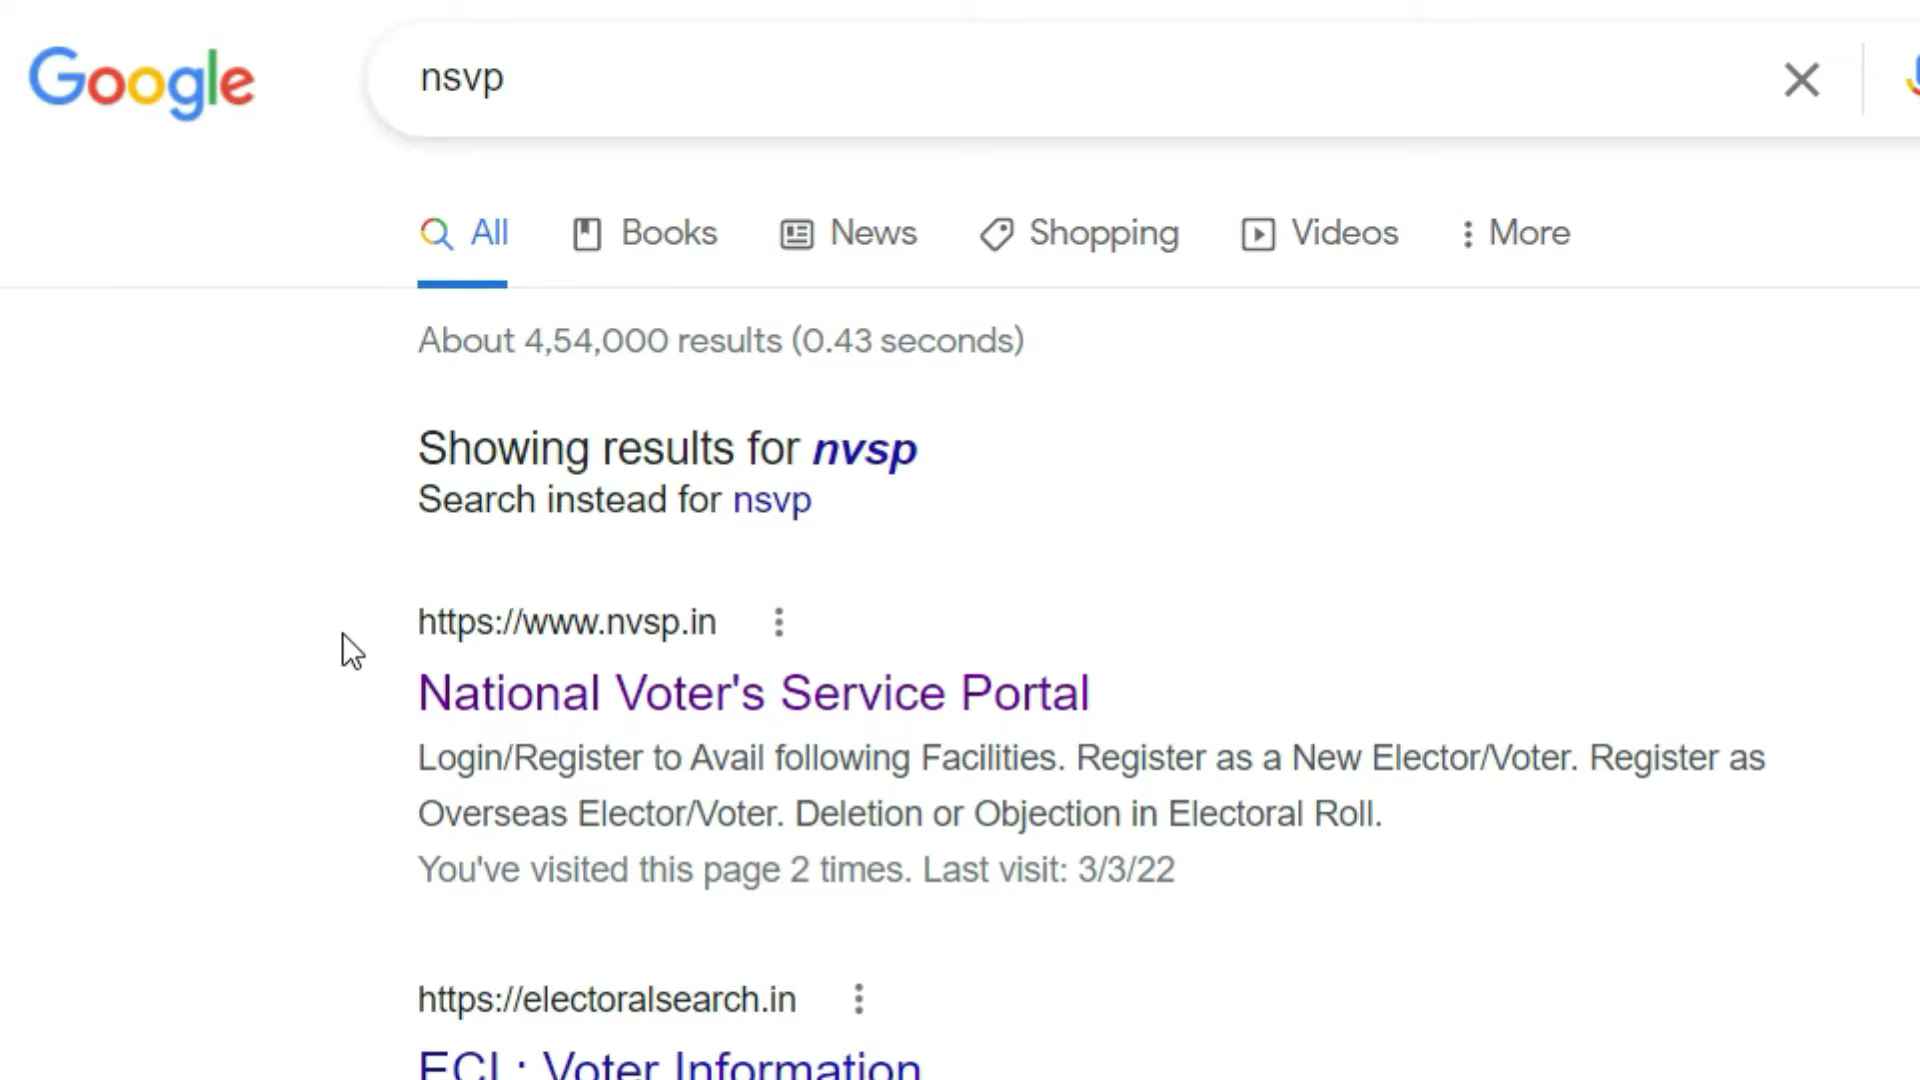 Google
nsvp
All Books News Shopping Videos More
About 4,54,000 results (0.43 seconds)
Showing results for nvsp
Search instead for nsvp
https://www.nvsp.in
National Voter's Service Portal
Login/Register to Avail following Facilities. Register as a New Elector/Voter. Register as
Overseas Elector/Voter. Deletion or Objection in Electoral Roll.
You've visited this page 2 times. Last visit: 3/3/22
https://electoralsearch.in
ECI : Voter Information